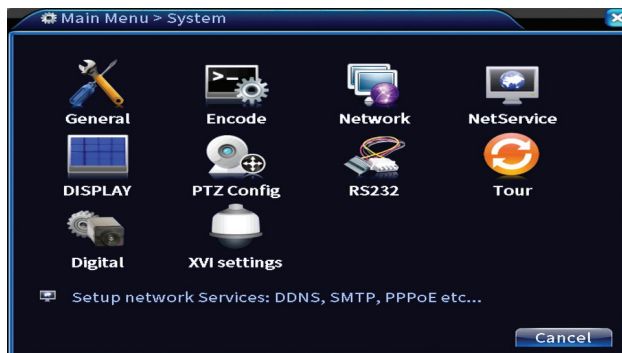 Main Menu > System
General Encode Network NetService
DISPLAY PTZ Config RS232 Tour
Digital XVI settings
Setup network Services: DDNS, SMTP, PPPoE etc...
Cancel